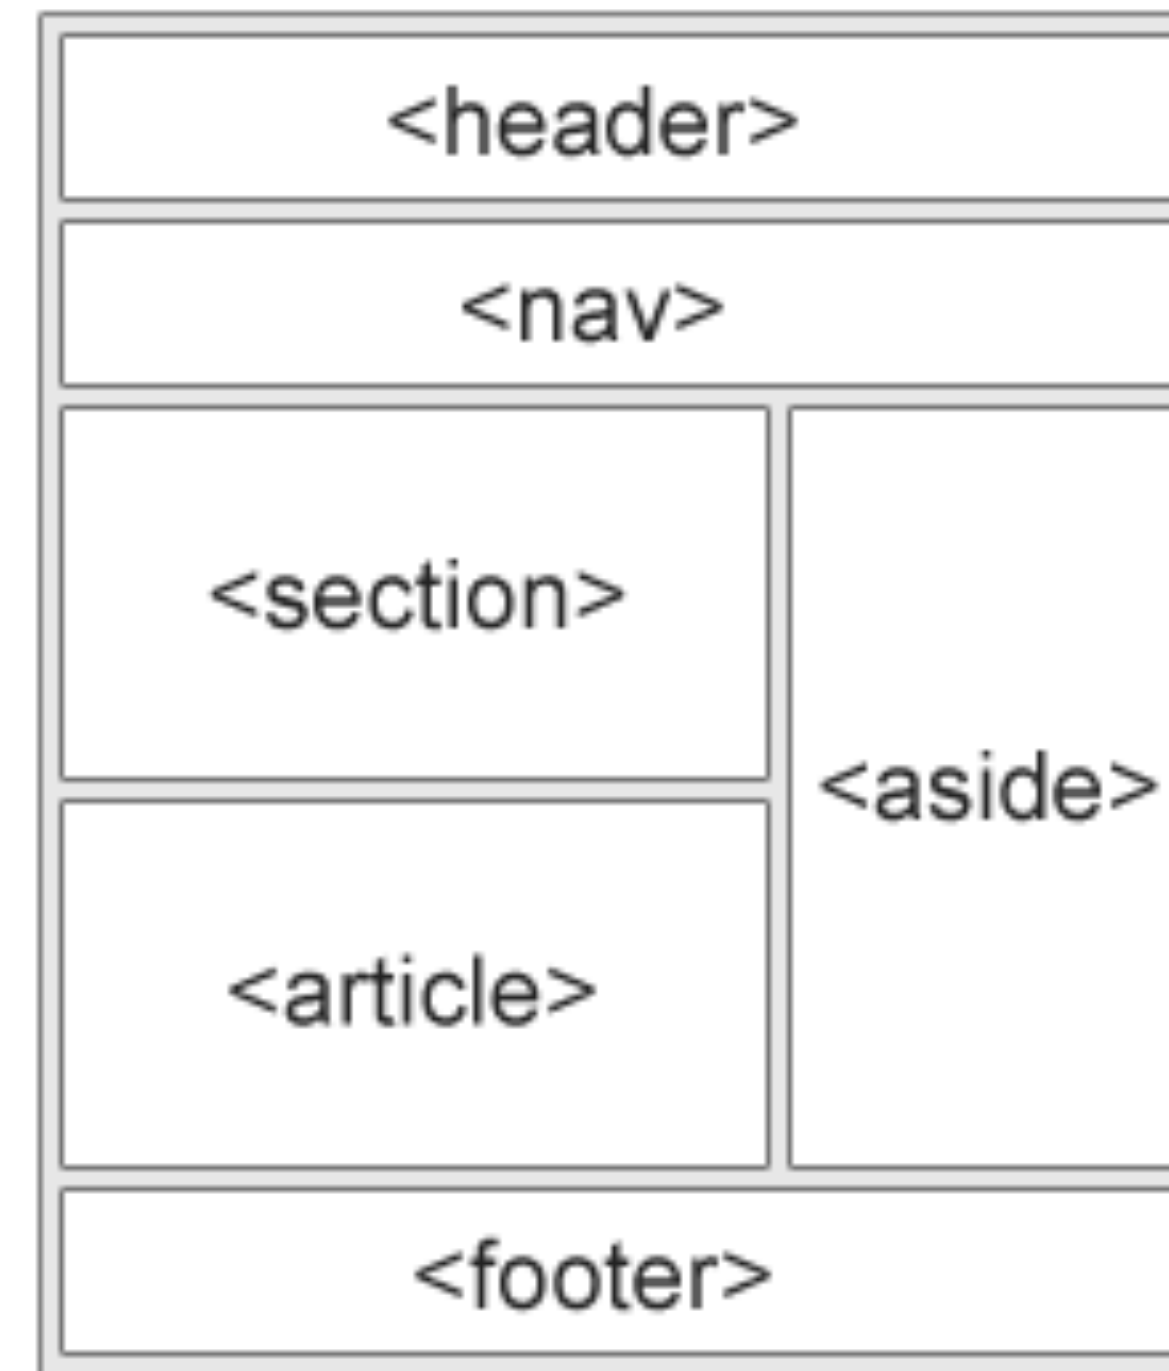 <header>
<nav>
<section>
<aside>
<article>
<footer>